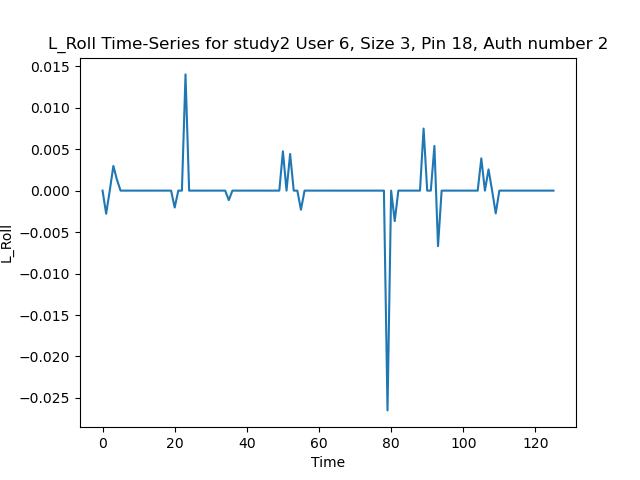 L_Roll Time-Series for study2 User 6, Size 3, Pin 18, Auth number 2
0.015
0.010
0.005
0.000
−0.005
−0.010
−0.015
−0.020
−0.025
L_Roll
0 20 40 60 80 100 120
Time